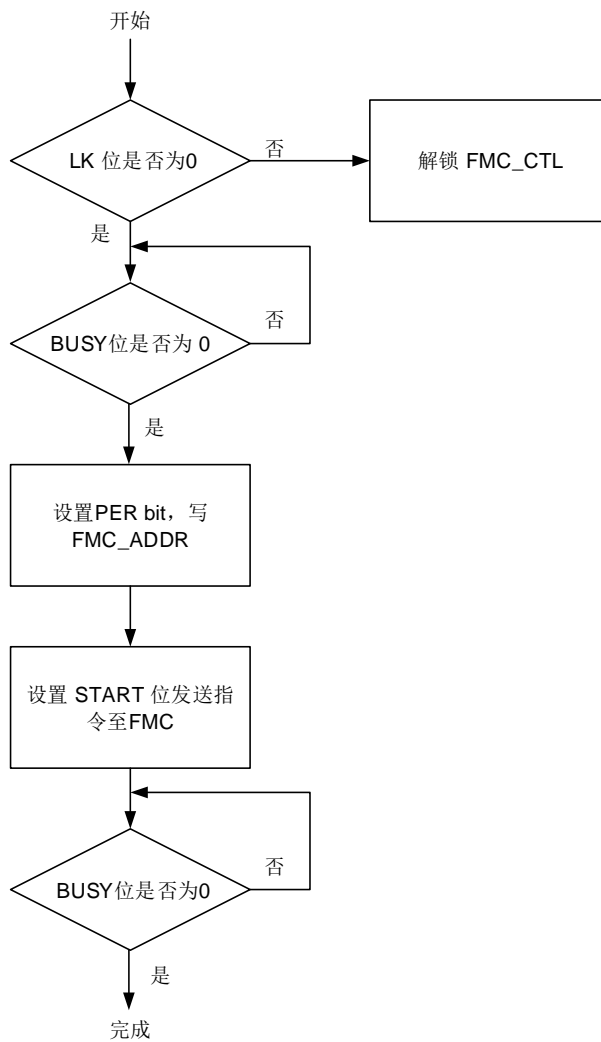 开始
LK 位是否为0
否
解锁 FMC_CTL
是
否
BUSY位是否为 0
是
设置PER bit，写
FMC_ADDR
设置 START 位发送指
令至FMC
否
BUSY位是否为0
是
完成